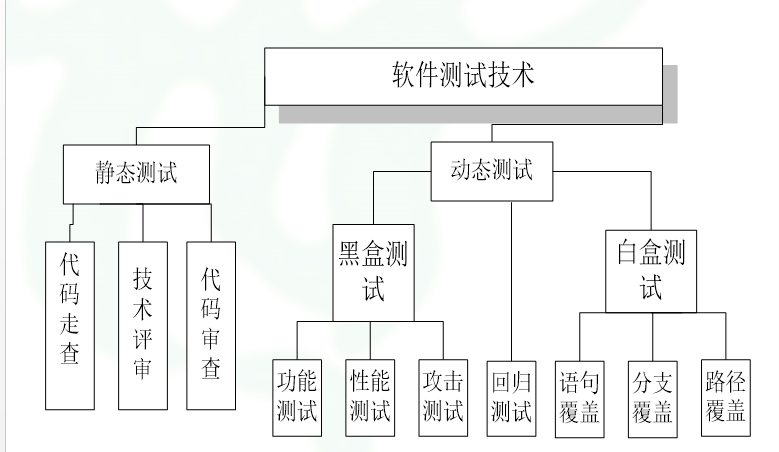 软件测试技术
静态测试
动态测试
代码走查
技术评审
代码审查
黑盒测
试
白盒测
试
功能
测试
性能
测试
攻击
测试
回归
测试
语句
覆盖
分支
覆盖
路径
覆盖